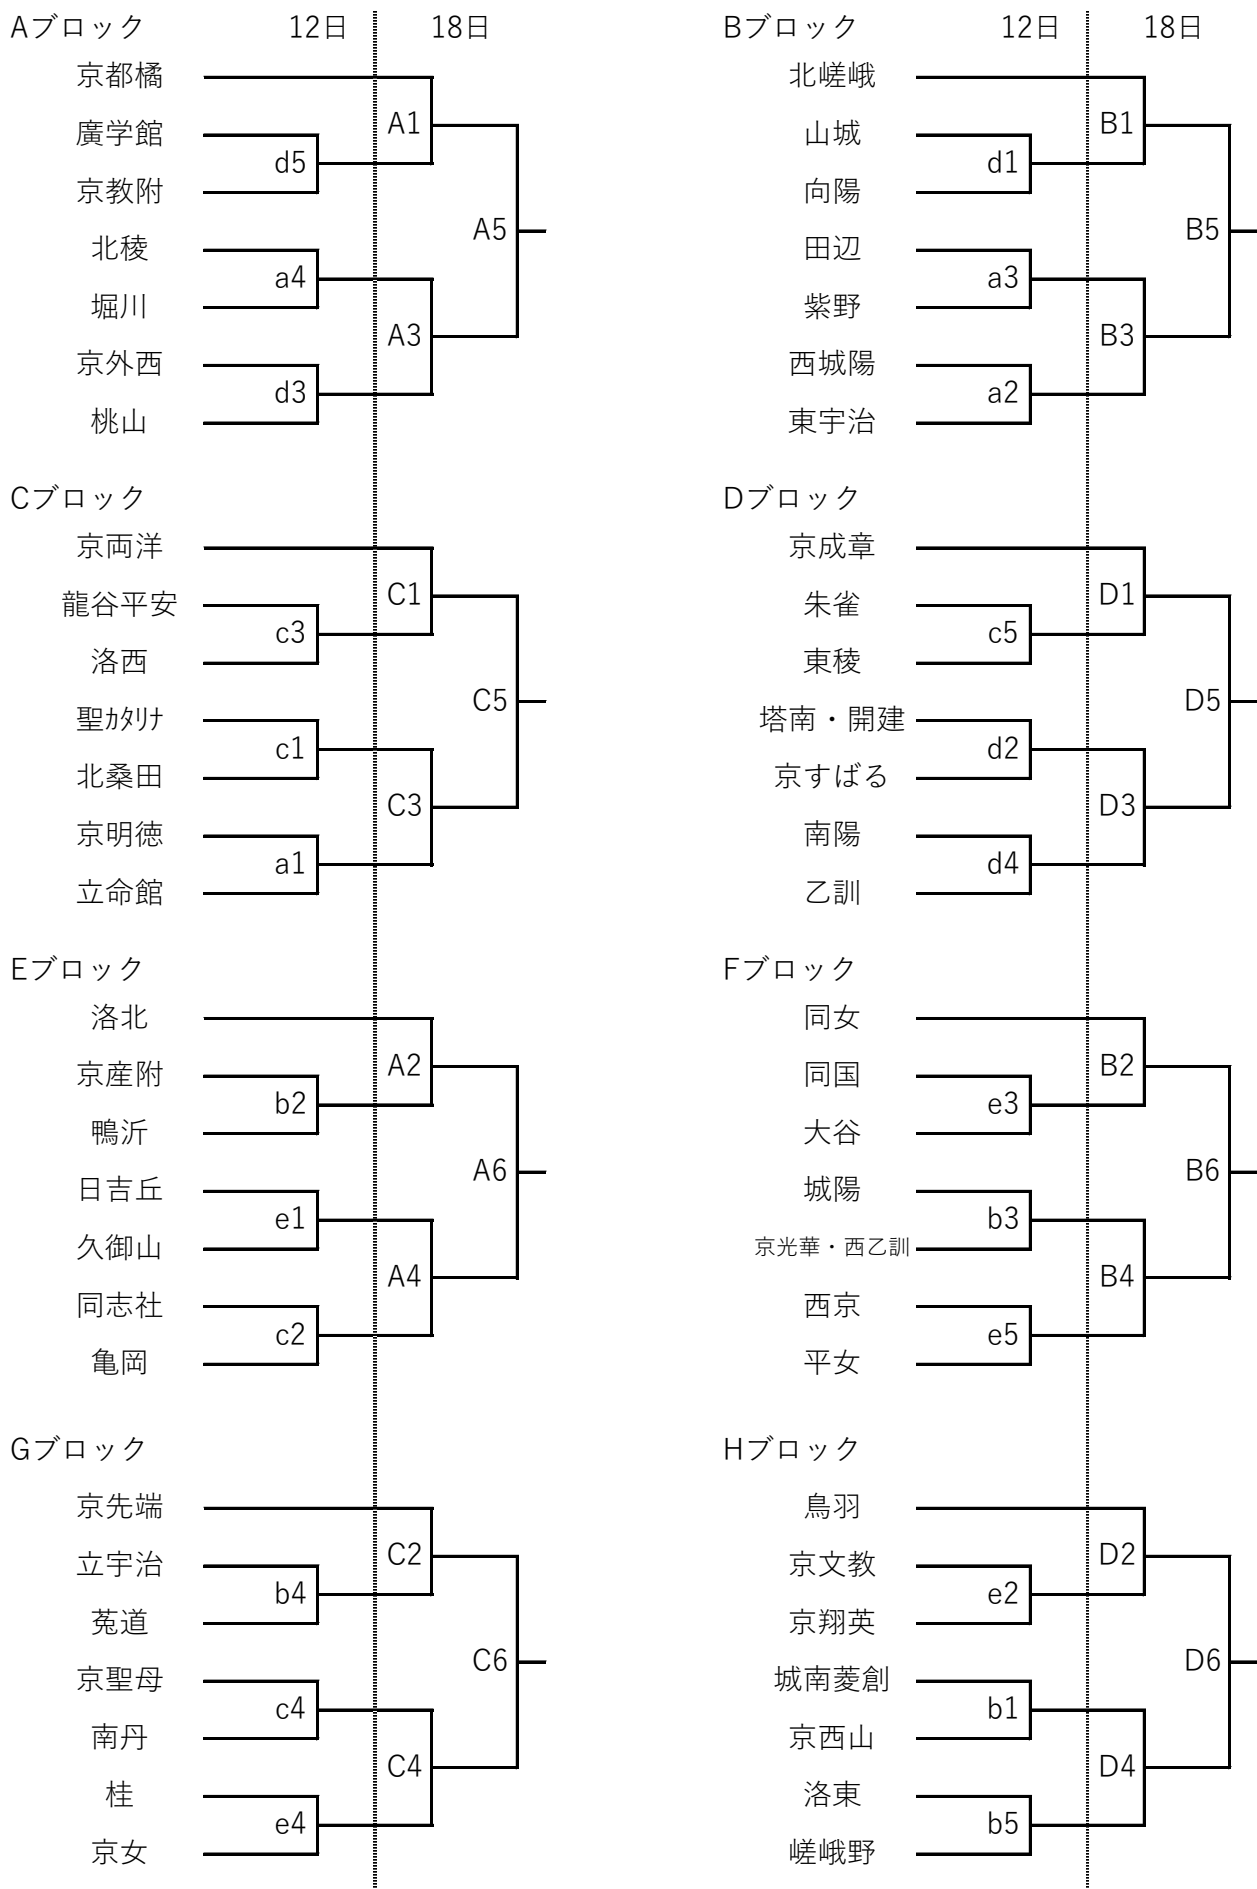 Aブロック 12日 18日
京都橘
A1
廣学館
d5
京教附
A5
北稜
a4
堀川
A3
京外西
d3
桃山
Bブロック 12日 18日
北嵯峨
B1
山城
d1
向陽
B5
田辺
a3
紫野
B3
西城陽
a2
東宇治
Cブロック
京両洋
C1
龍谷平安
c3
洛西
C5
聖ｶﾀﾘﾅ
c1
北桑田
C3
京明徳
a1
立命館
Dブロック
京成章
D1
朱雀
c5
東稜
D5
塔南・開建
d2
京すばる
D3
南陽
d4
乙訓
Eブロック
洛北
A2
京産附
b2
鴨沂
A6
日吉丘
e1
久御山
A4
同志社
c2
亀岡
Fブロック
同女
B2
同国
e3
大谷
B6
城陽
b3
京光華・西乙訓
B4
西京
e5
平女
Gブロック
京先端
C2
立宇治
b4
莵道
C6
京聖母
c4
南丹
C4
桂
e4
京女
Hブロック
鳥羽
D2
京文教
e2
京翔英
D6
城南菱創
b1
京西山
D4
洛東
b5
嵯峨野